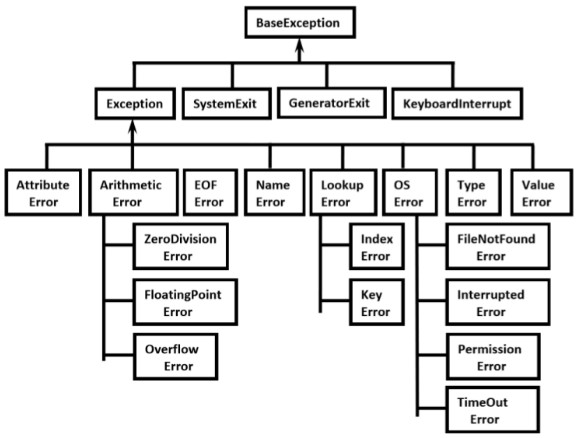 BaseException
Exception
SystemExit
GeneratorExit
KeyboardInterrupt
Attribute
Error
Arithmetic
Error
EOF
Error
Name
Error
Lookup
Error
OS
Error
Type
Error
Value
Error
ZeroDivision
Error
FloatingPoint
Error
Overflow
Error
Index
Error
Key
Error
FileNotFound
Error
Interrupted
Error
Permission
Error
TimeOut
Error